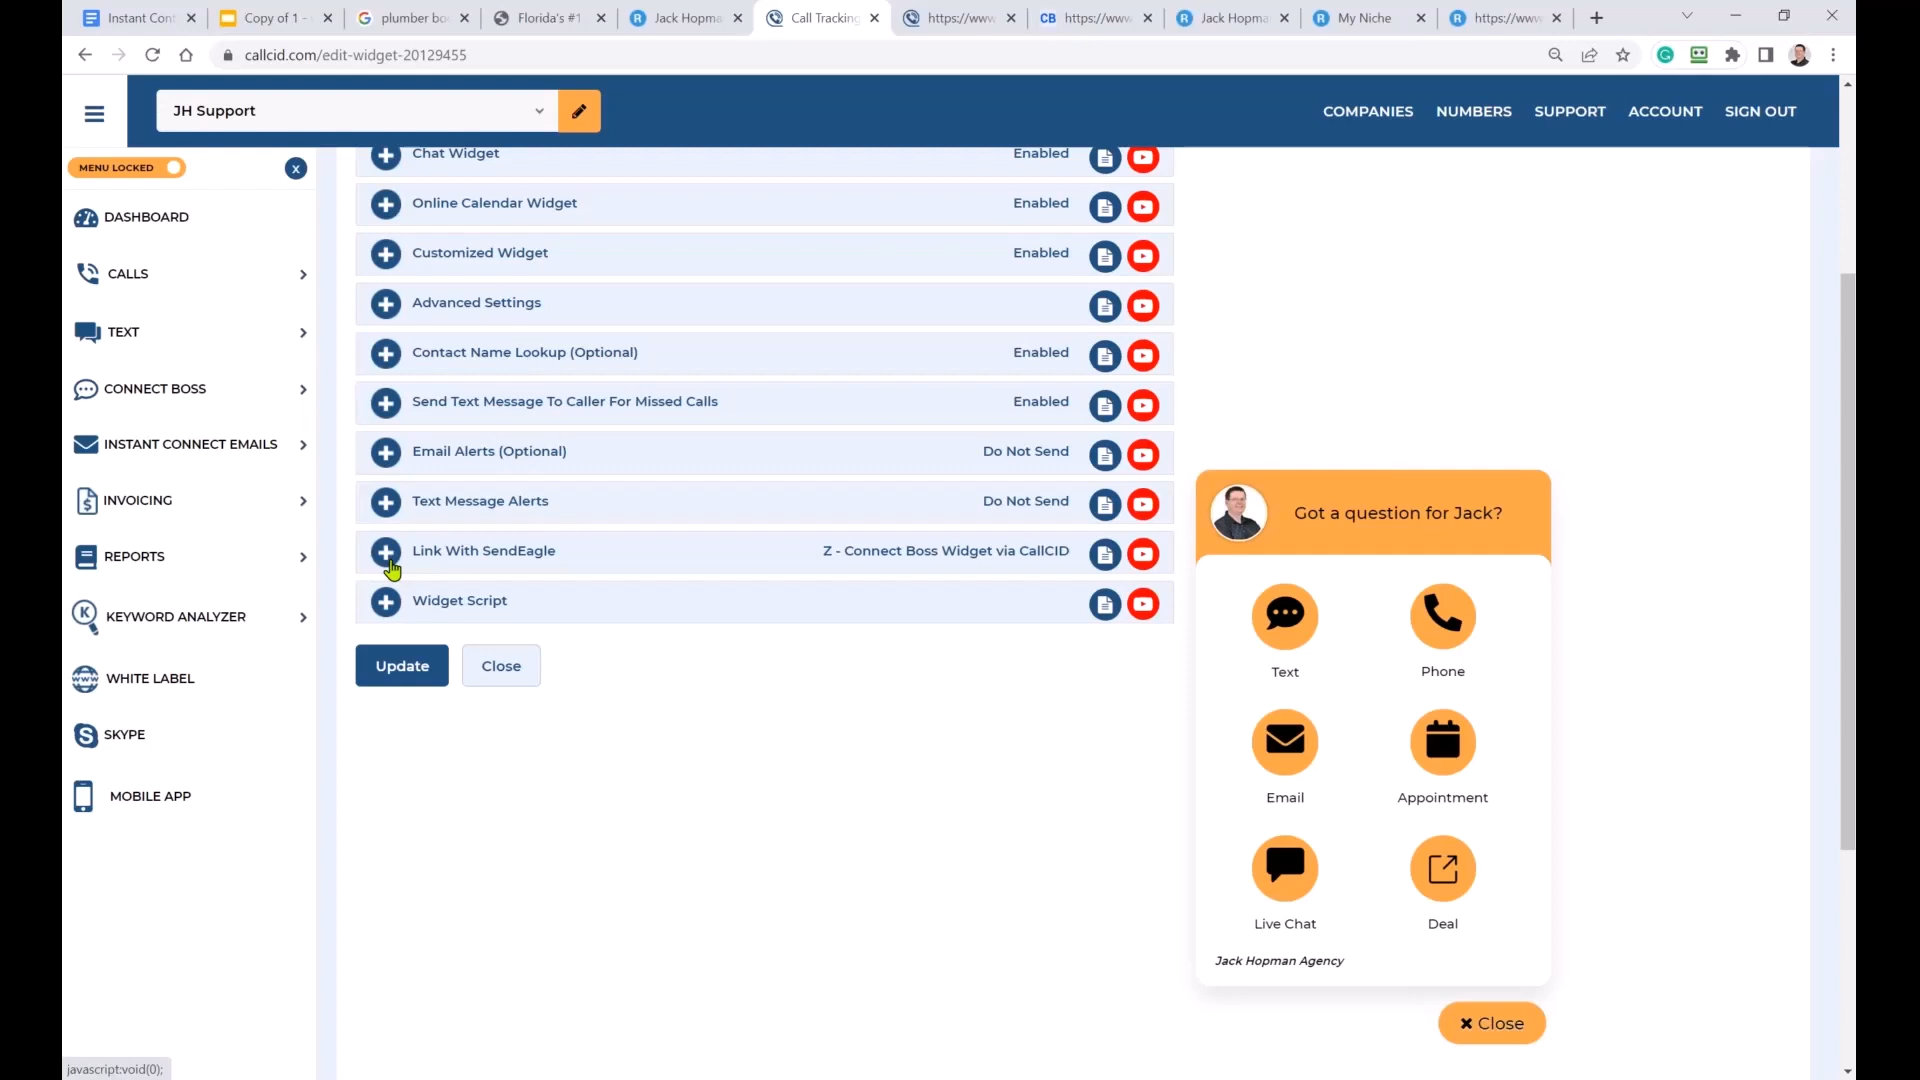 Instant Cont
Copy of 1 -
plumber bo
Florida's #1
Jack Hopma
Call Tracking
https://www
CB https://www
Jack Hopma
My Niche
https://www
callcid.com/edit-widget-20129455
JH Support
COMPANIES NUMBERS SUPPORT ACCOUNT SIGN OUT
MENU LOCKED
x
DASHBOARD
CALLS
TEXT
CONNECT BOSS
INSTANT CONNECT EMAILS
INVOICING
REPORTS
K KEYWORD ANALYZER
WHITE LABEL
SKYPE
MOBILE APP
Chat Widget Enabled
Online Calendar Widget Enabled
Customized Widget Enabled
Advanced Settings
Contact Name Lookup (Optional) Enabled
Send Text Message To Caller For Missed Calls Enabled
Email Alerts (Optional) Do Not Send
Text Message Alerts Do Not Send
Link With SendEagle Z - Connect Boss Widget via CallCID
Widget Script
Update Close
Got a question for Jack?
Text Phone
Email Appointment
Live Chat Deal
Jack Hopman Agency
Close
javascript:void(0);